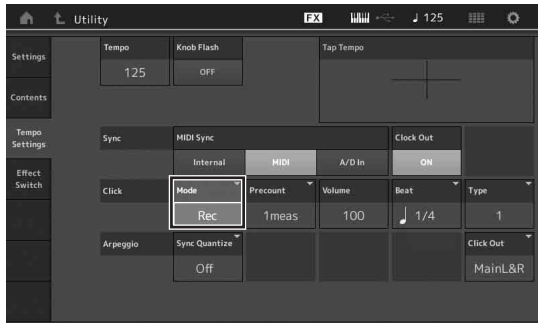 Utility FX 125
Settings
Contents
Tempo
Settings
Effect
Switch
Tempo Knob Flash Tap Tempo
125 OFF
Sync MIDI Sync Clock Out
Internal MIDI A/D In ON
Click Mode Precount Volume Beat Type
Rec 1meas 100 1/4 1
Arpeggio Sync Quantize Click Out
Off MainL&R